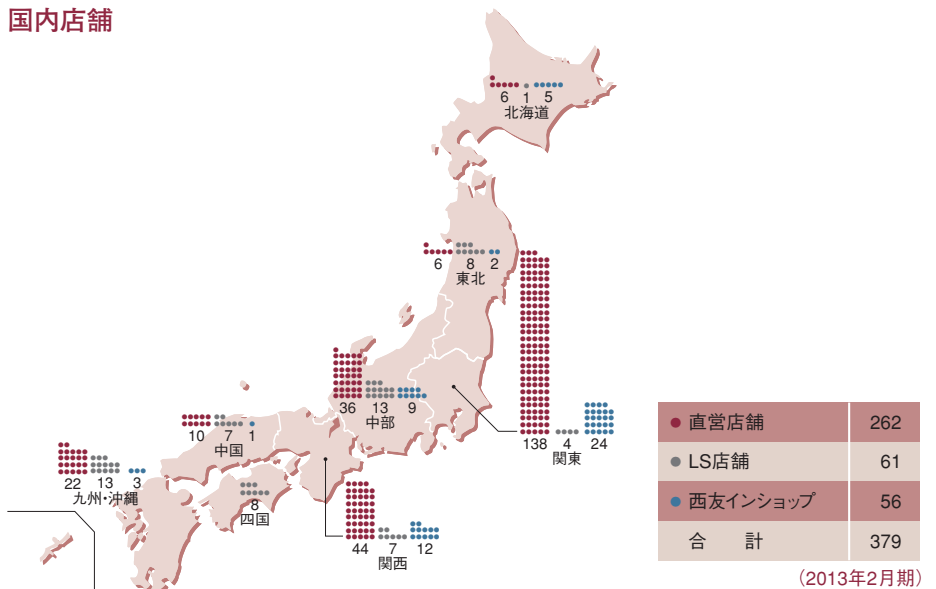 国内店舗
6 1 5
北海道
6 8 2
東北
36 13 9
中部
138 4 24
関東
10 7 1
中国
22 13 3
九州・沖縄
8
四国
44 7 12
関西
直営店舗 262
LS店舗 61
西友インショップ 56
合 計 379
(2013年2月期)